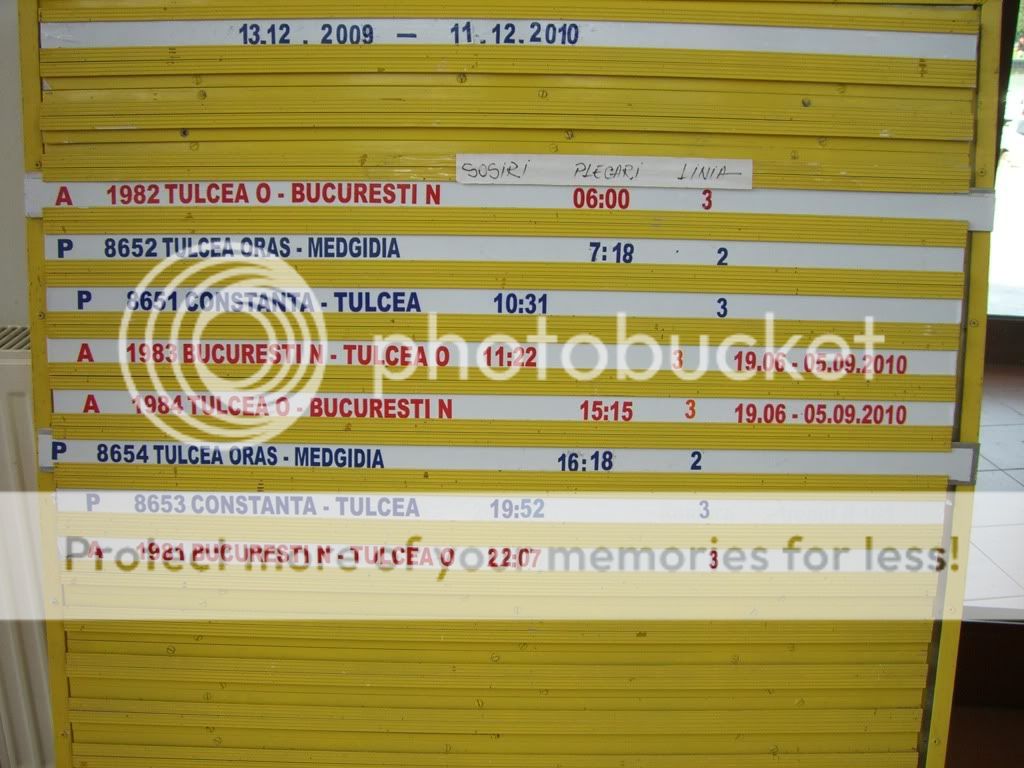 13.12 . 2009 — 11.12.2010
SOSIRI PLECARI LINIA
A 1982 TULCEA O - BUCURESTI N 06:00 3
P 8652 TULCEA ORAS - MEDGIDIA 7:18 2
P 8651 CONSTANTA - TULCEA 10:31 3
A 1983 BUCURESTI N - TULCEA O 11:22 3 19.06 - 05.09.2010
A 1984 TULCEA O - BUCURESTI N 15:15 3 19.06 - 05.09.2010
P 8654 TULCEA ORAS - MEDGIDIA 16:18 2
P 8653 CONSTANTA - TULCEA 19:52 3
A 1981 BUCURESTI N - TULCEA O 22:07 3
photobucket
Protect more of your memories for less!